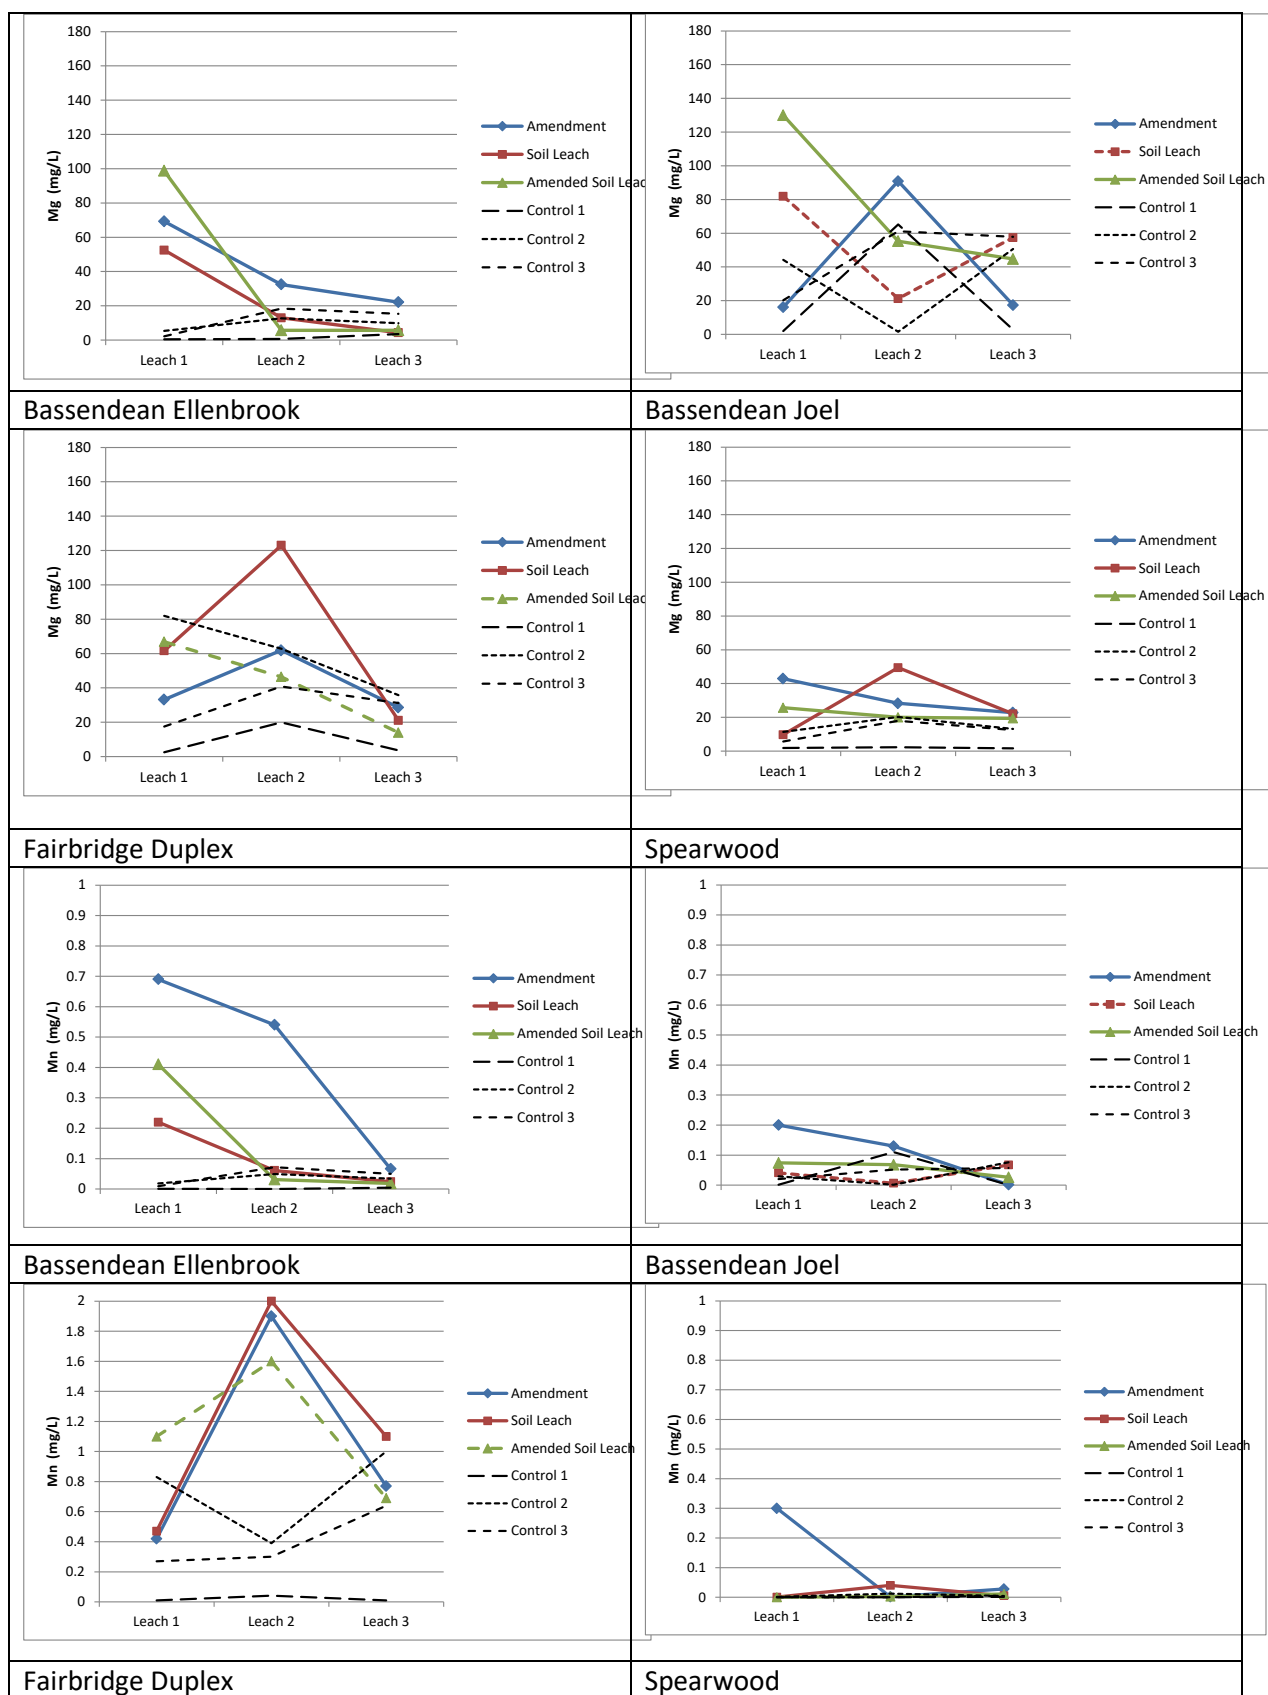 180
160
140
120
100
80
60
40
20
0
Mg (mg/L)
Leach 1 Leach 2 Leach 3
Amendment
Soil Leach
Amended Soil Leac
Control 1
Control 2
Control 3
180
160
140
120
100
80
60
40
20
0
Mg (mg/L)
Leach 1 Leach 2 Leach 3
Amendment
Soil Leach
Amended Soil Leach
Control 1
Control 2
Control 3
Bassendean Ellenbrook
Bassendean Joel
180
160
140
120
100
80
60
40
20
0
Mg (mg/L)
Leach 1 Leach 2 Leach 3
Amendment
Soil Leach
Amended Soil Leac
Control 1
Control 2
Control 3
180
160
140
120
100
80
60
40
20
0
Mg (mg/L)
Leach 1 Leach 2 Leach 3
Amendment
Soil Leach
Amended Soil Leach
Control 1
Control 2
Control 3
Fairbridge Duplex
Spearwood
1
0.9
0.8
0.7
0.6
0.5
0.4
0.3
0.2
0.1
0
Mn (mg/L)
Leach 1 Leach 2 Leach 3
Amendment
Soil Leach
Amended Soil Leach
Control 1
Control 2
Control 3
1
0.9
0.8
0.7
0.6
0.5
0.4
0.3
0.2
0.1
0
Mn (mg/L)
Leach 1 Leach 2 Leach 3
Amendment
Soil Leach
Amended Soil Leach
Control 1
Control 2
Control 3
Bassendean Ellenbrook
Bassendean Joel
2
1.8
1.6
1.4
1.2
1
0.8
0.6
0.4
0.2
0
Mn (mg/L)
Leach 1 Leach 2 Leach 3
Amendment
Soil Leach
Amended Soil Leach
Control 1
Control 2
Control 3
1
0.9
0.8
0.7
0.6
0.5
0.4
0.3
0.2
0.1
0
Mn (mg/L)
Leach 1 Leach 2 Leach 3
Amendment
Soil Leach
Amended Soil Leach
Control 1
Control 2
Control 3
Fairbridge Duplex
Spearwood